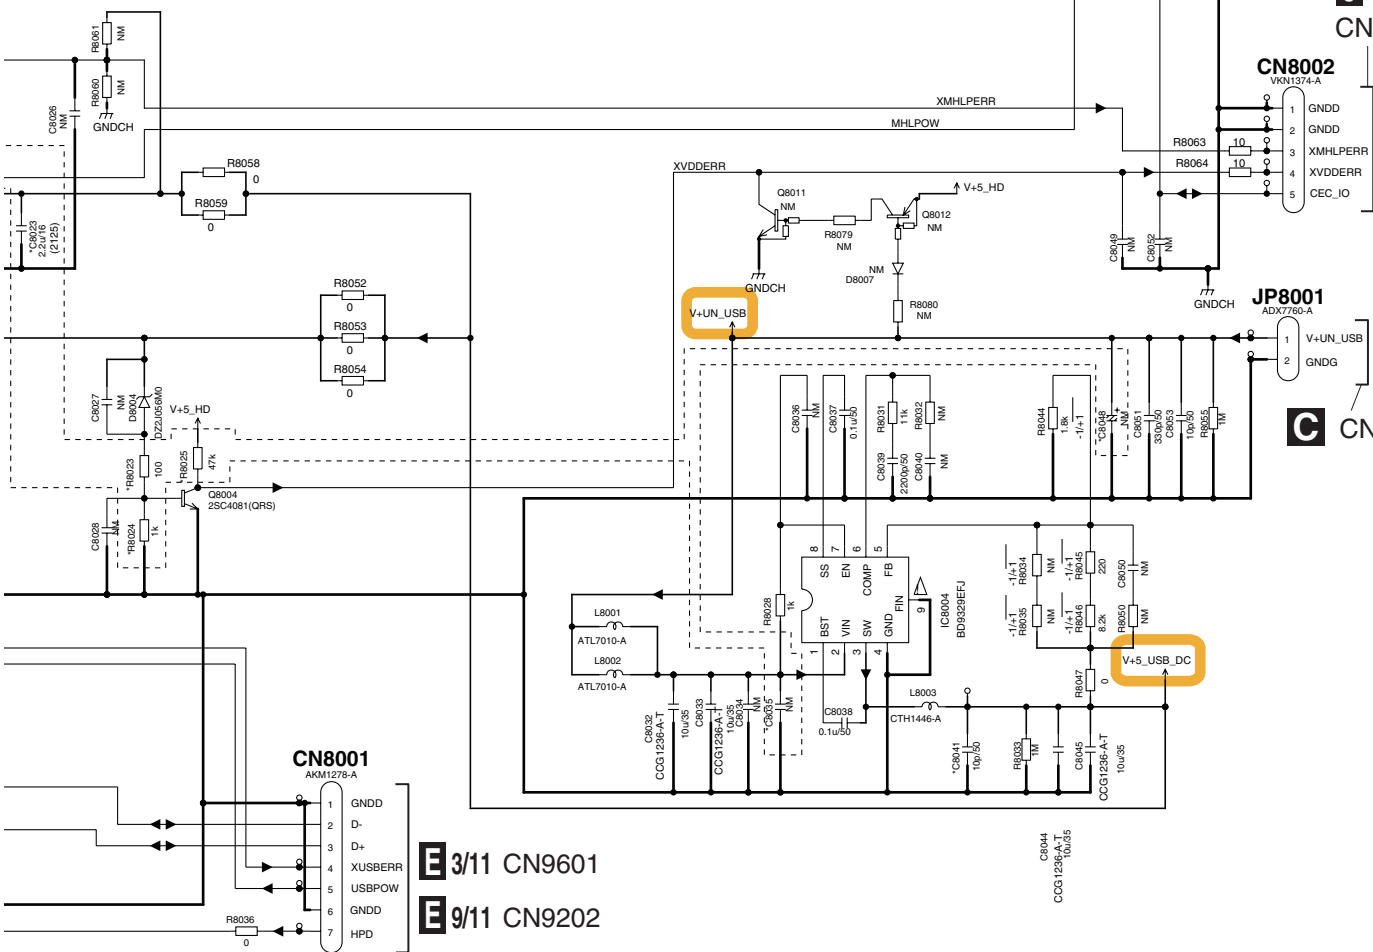 CN
CN8002
VKN1374-A
R8061
NM
R8060
NM
GNDCH
C8026
NM
XMHLPERR
MHLPOW
1 GNDD
2 GNDD
R8063 10 3 XMHLPERR
R8064 10 4 XVDDERR
5 CEC_IO
R8058
0
R8059
0
*C8023
2.2u/16
(2125)
XVDDERR
Q8011
NM
R8079
NM
Q8012
NM
V+5_HD
NM
D8007
GNDCH
R8080
NM
C8049
NM
C8052
NM
GNDCH
R8052
0
R8053
0
R8054
0
V+UN_USB
JP8001
ADX7760-A
1 V+UN_USB
2 GNDG
C CN
C8027
NM
D8004
DZ2J056M0
V+5_HD
*R8023
100
R8025
47k
Q8004
2SC4081(QRS)
C8028
NM
*R8024
1k
C8036
NM
C8037
0.1u/50
R8031
11k
R8032
NM
C8039
2200p/50
C8040
NM
R8044
1.8k
-1/+1
*C8048
+
NM
C8051
330p/50
C8053
10p/50
R8055
1M
8 7 6 5
SS EN COMP FB
FIN
9
BST VIN SW GND
1 2 3 4
IC8004
BD9329EFJ
R8028
1k
L8001
ATL7010-A
L8002
ATL7010-A
-1/+1
R8034
NM
-1/+1
R8045
220
C8050
NM
-1/+1
R8035
NM
-1/+1
R8046
8.2k
R8050
NM
V+5_USB_DC
R8047
0
C8032
CCG1236-A-T
10u/35
C8033
CCG1236-A-T
10u/35
C8034
NM
*C8035
NM
C8038
0.1u/50
L8003
CTH1446-A
*C8041
10p/50
R8033
1M
C8045
CCG1236-A-T
10u/35
C8044
CCG1236-A-T
10u/35
CN8001
AKM1278-A
1 GNDD
2 D-
3 D+
4 XUSBERR
5 USBPOW
6 GNDD
7 HPD
R8036
0
E 3/11 CN9601
E 9/11 CN9202